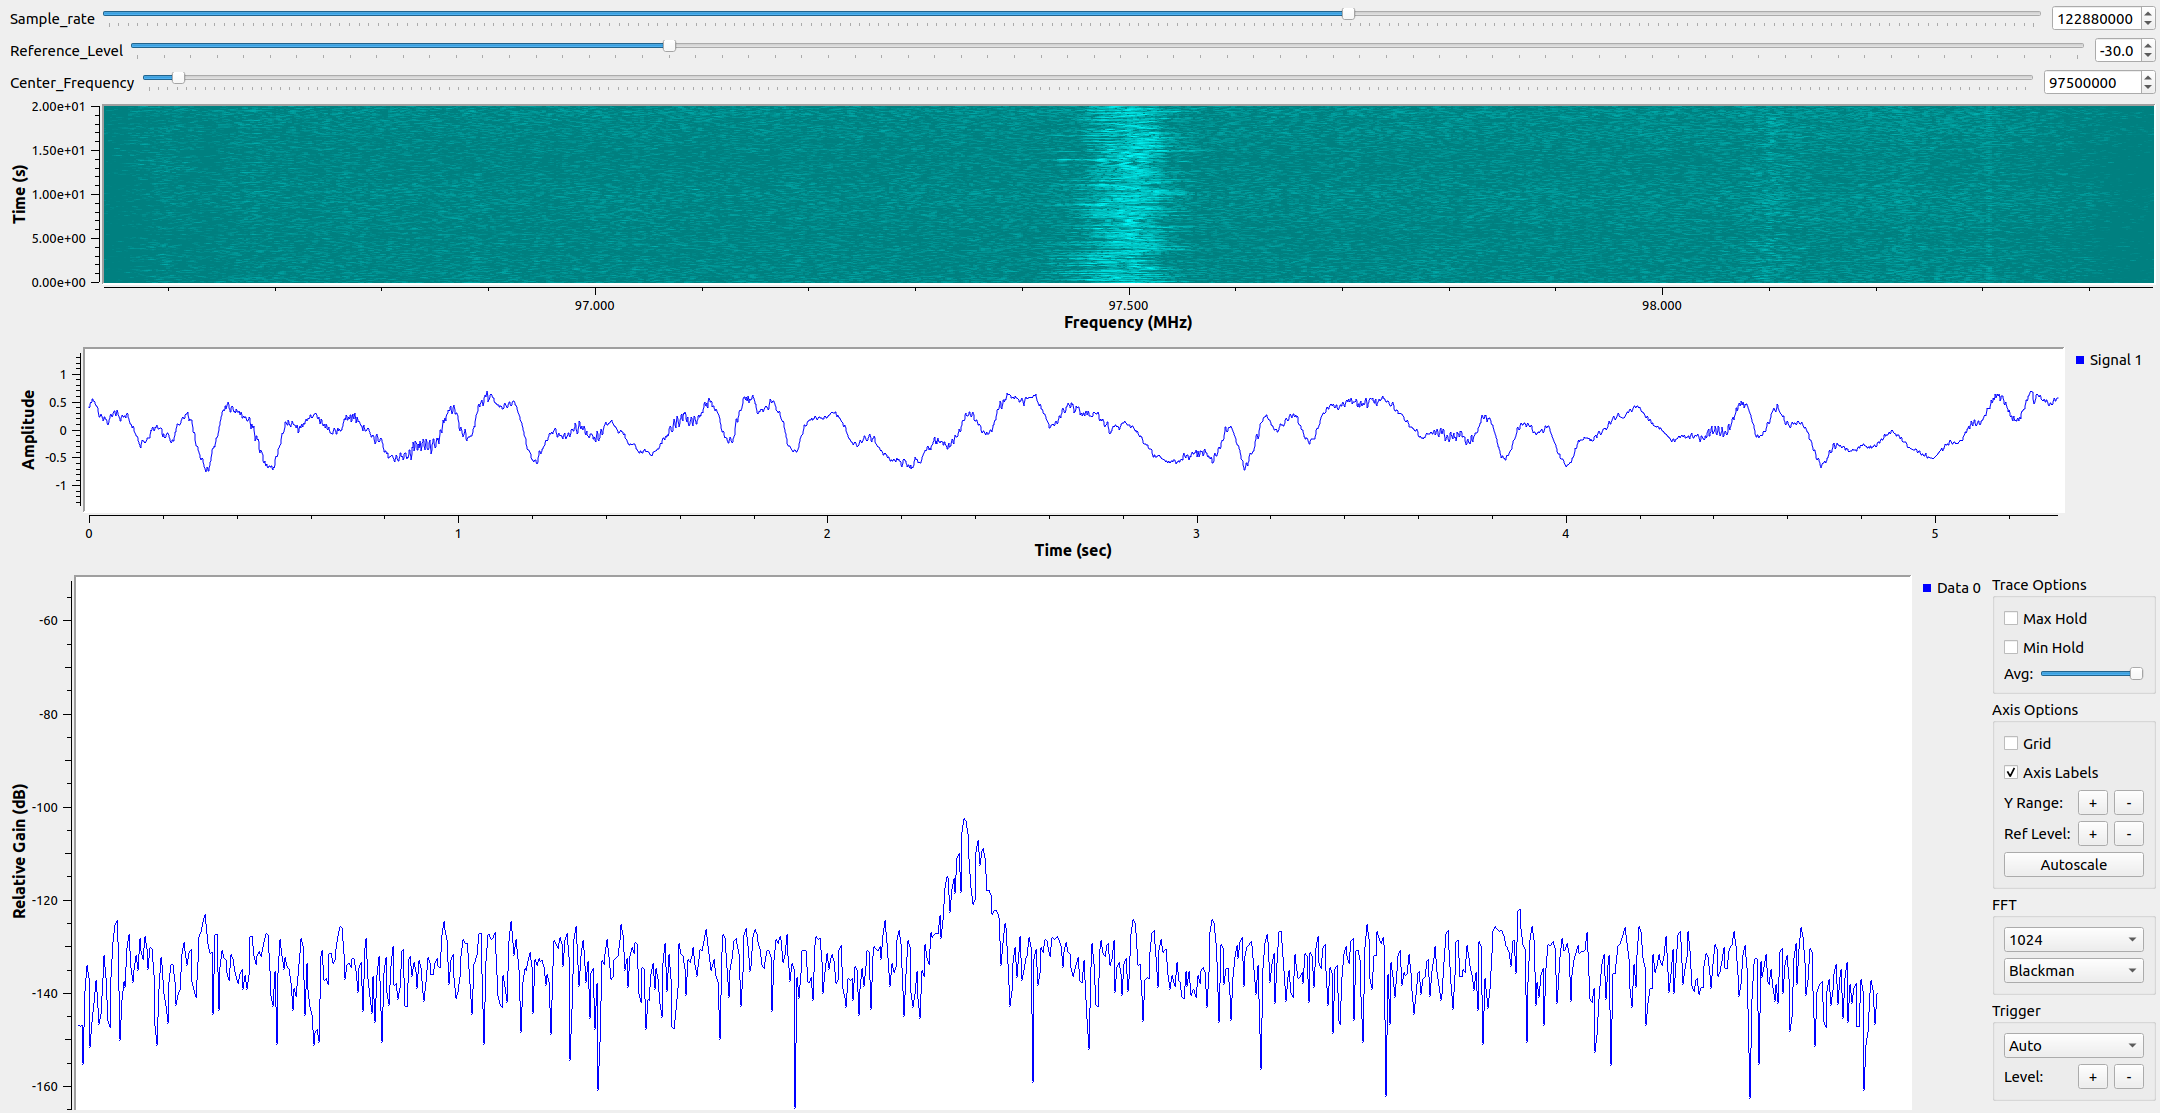 Sample_rate 122880000
Reference_Level -30.0
Center_Frequency 97500000
Time (s)
2.00e+01
1.50e+01
1.00e+01
5.00e+00
0.00e+00
97.000 97.500 98.000
Frequency (MHz)
Amplitude
1
0.5
0
-0.5
-1
Signal 1
0 1 2 3 4 5
Time (sec)
Relative Gain (dB)
-60
-80
-100
-120
-140
-160
Data 0
Trace Options
Max Hold
Min Hold
Avg:
Axis Options
Grid
Axis Labels
Y Range: + -
Ref Level: + -
Autoscale
FFT
1024
Blackman
Trigger
Auto
Level: + -